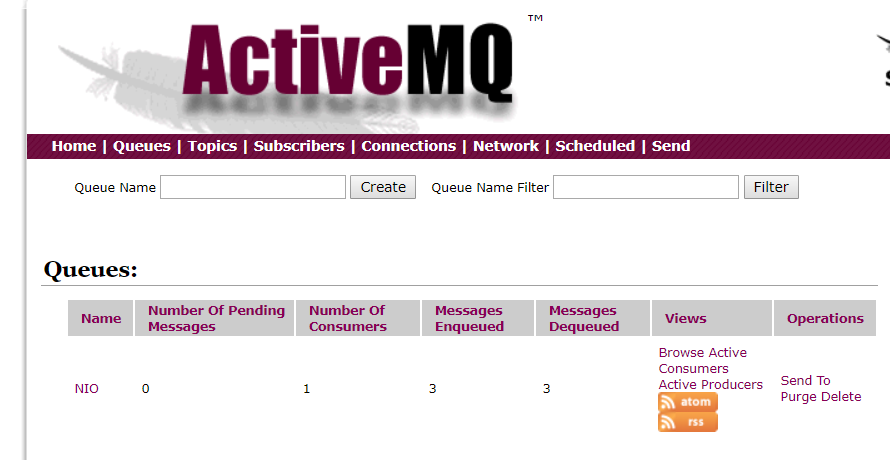 ActiveMQ ™
S
Home | Queues | Topics | Subscribers | Connections | Network | Scheduled | Send
Queue Name Create Queue Name Filter Filter
Queues:
Name Number Of Pending Messages Number Of Consumers Messages Enqueued Messages Dequeued Views Operations
NIO 0 1 3 3
Browse Active
Consumers
Active Producers
atom
rss
Send To
Purge Delete